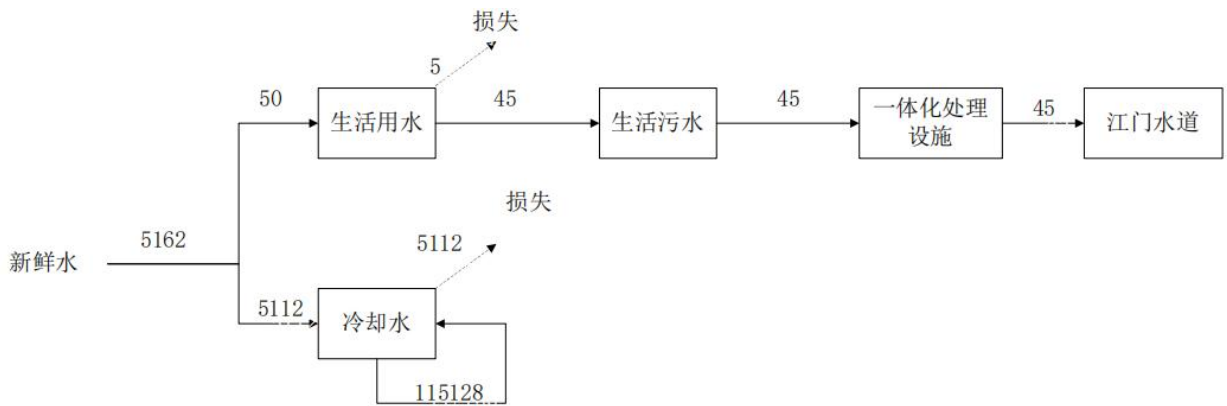 损失
5
50
生活用水
45
生活污水
45
一体化处理
设施
45
江门水道
损失
5112
新鲜水
5162
5112
冷却水
115128